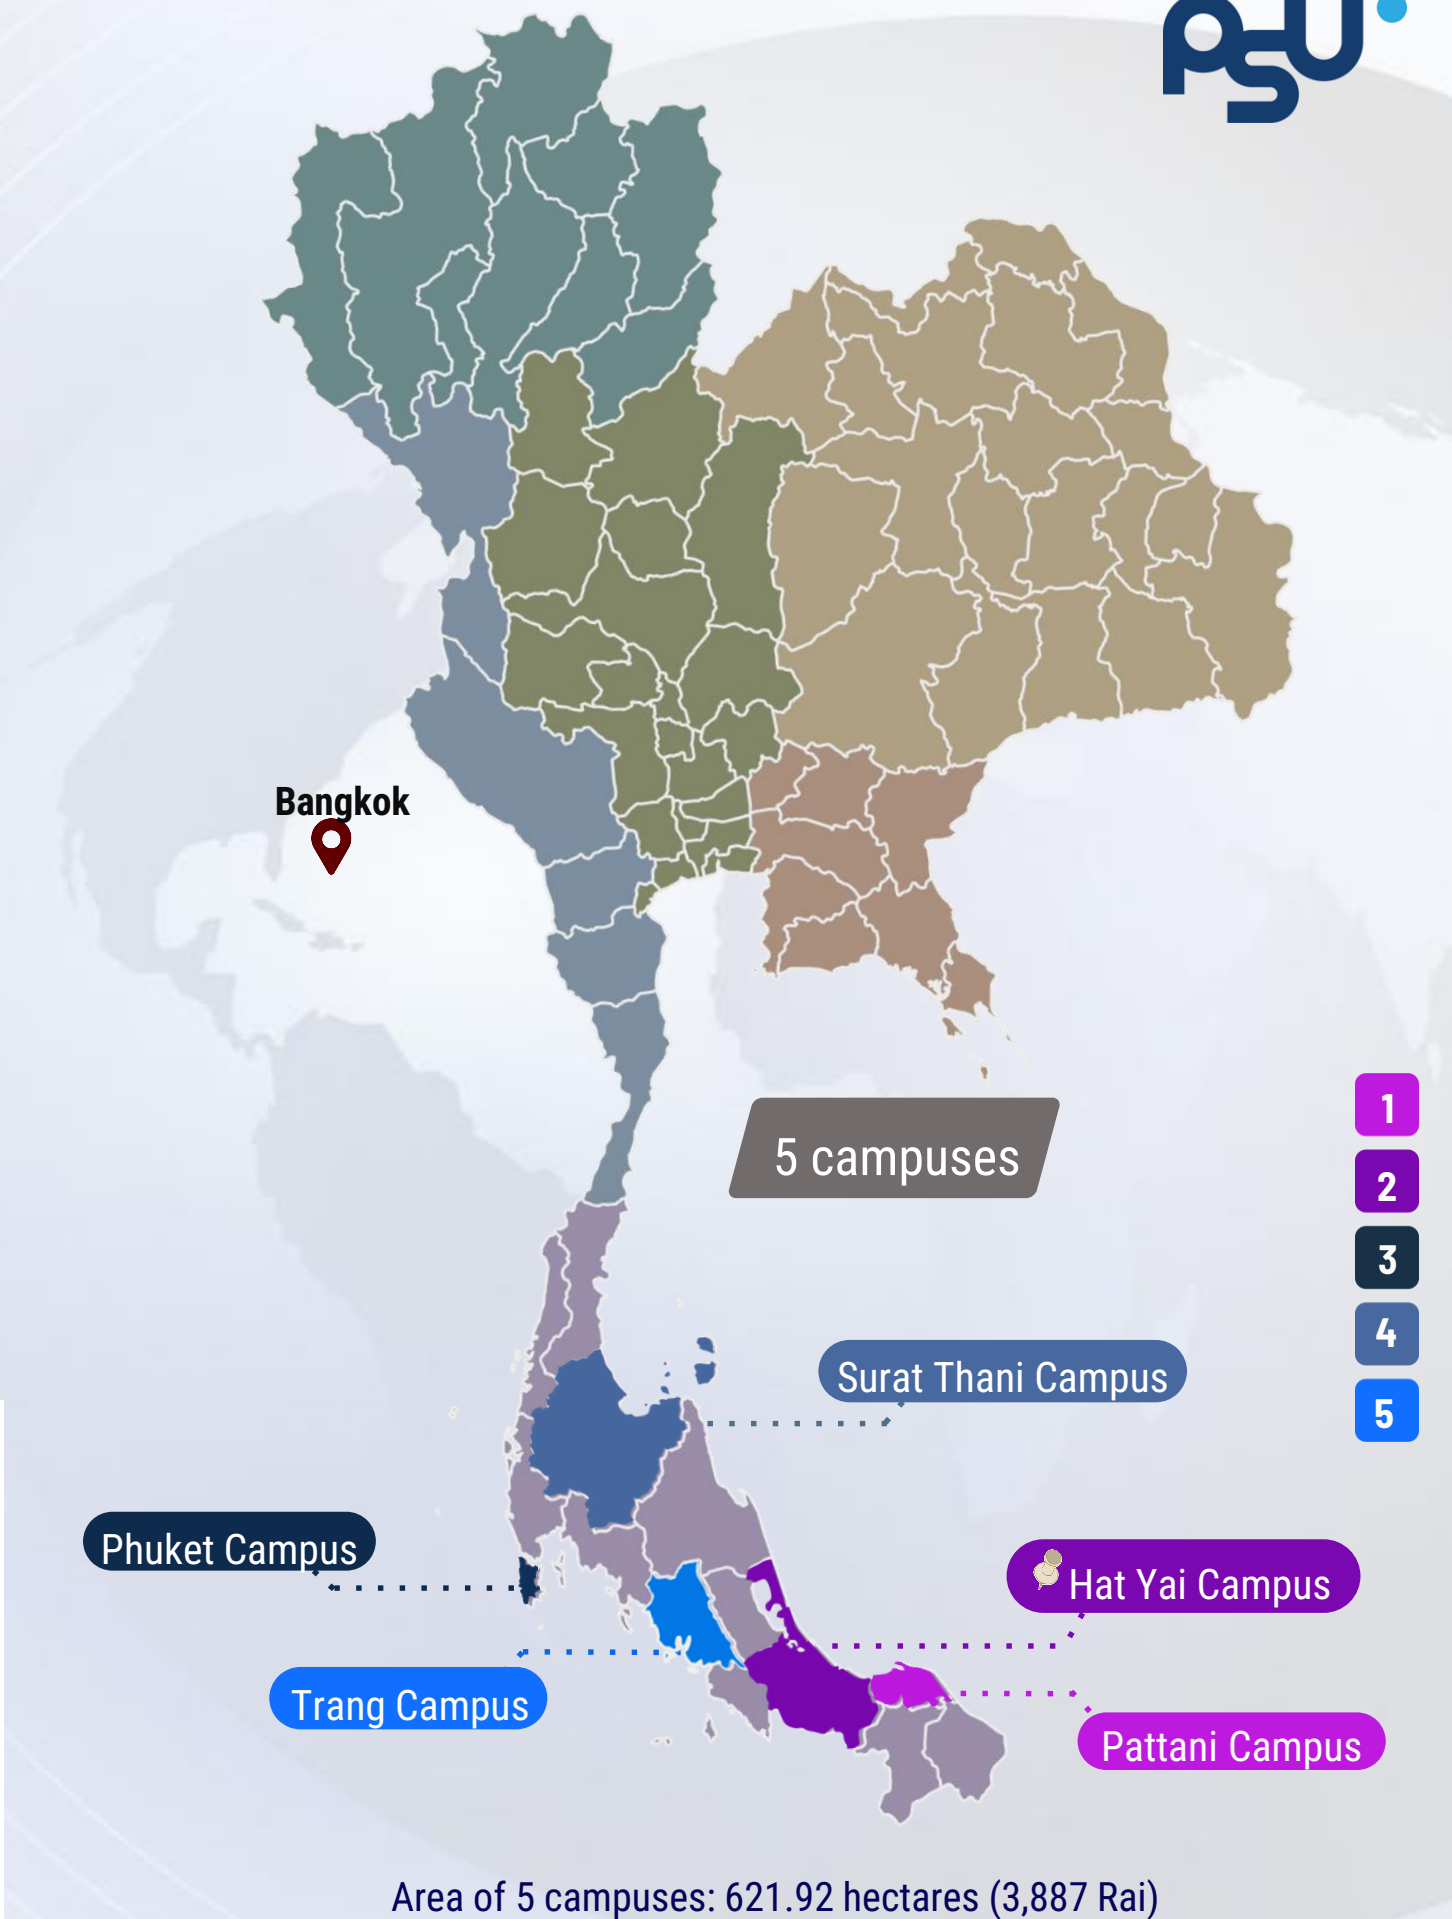 PSU
Bangkok
5 campuses
1
2
3
4
5
Surat Thani Campus
Phuket Campus
Hat Yai Campus
Trang Campus
Pattani Campus
Area of 5 campuses: 621.92 hectares (3,887 Rai)